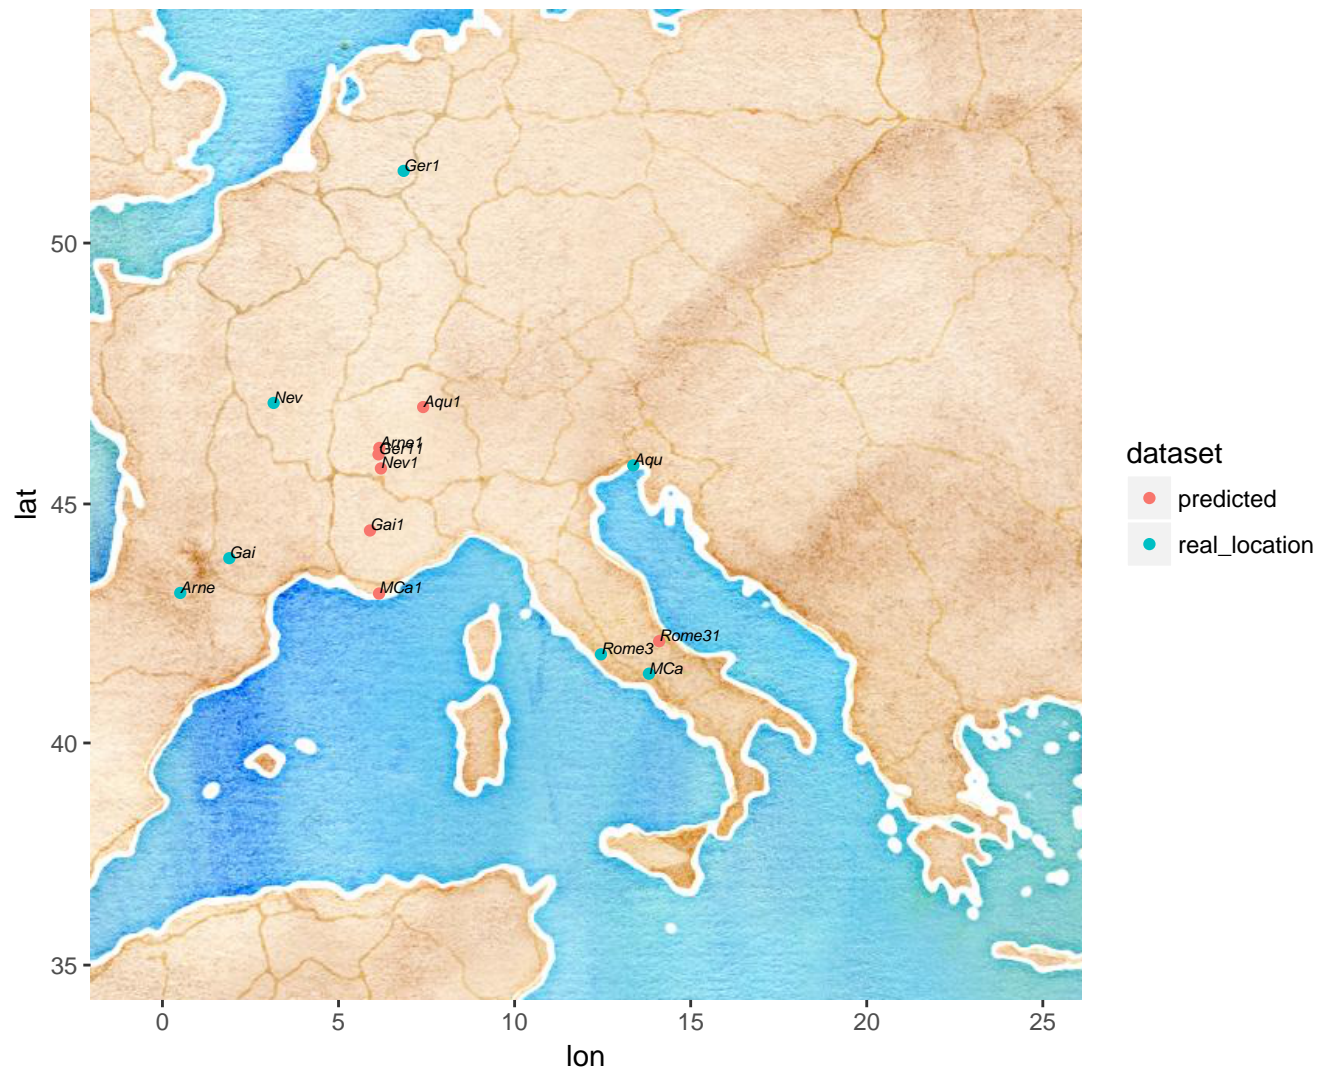 Ger1
50
Nev
Aqu1
Arne1
Ger11
Nev1
Aqu
45
Gai1
Gai
Arne
MCa1
Rome31
Rome3
MCa
40
35
0 5 10 15 20 25
lon
lat
dataset
predicted
real_location